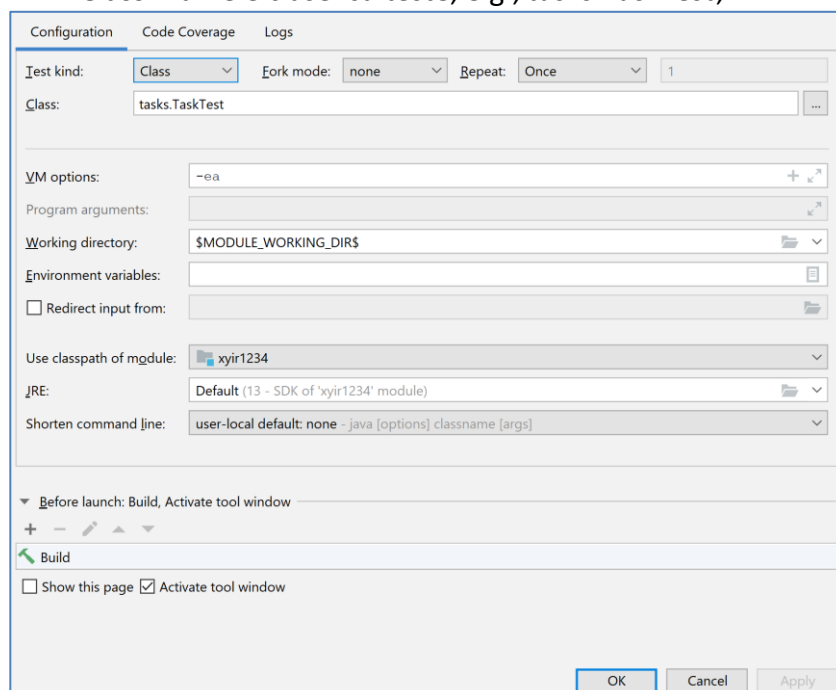 Configuration Code Coverage Logs
Test kind: Class Fork mode: none Repeat: Once 1
Class: tasks.TaskTest ...
VM options: -ea
Program arguments:
Working directory: $MODULE_WORKING_DIR$
Environment variables:
Redirect input from:
Use classpath of module: xyir1234
JRE: Default (13 - SDK of 'xyir1234' module)
Shorten command line: user-local default: none - java [options] classname [args]
Before launch: Build, Activate tool window
Build
Show this page Activate tool window
OK Cancel Apply